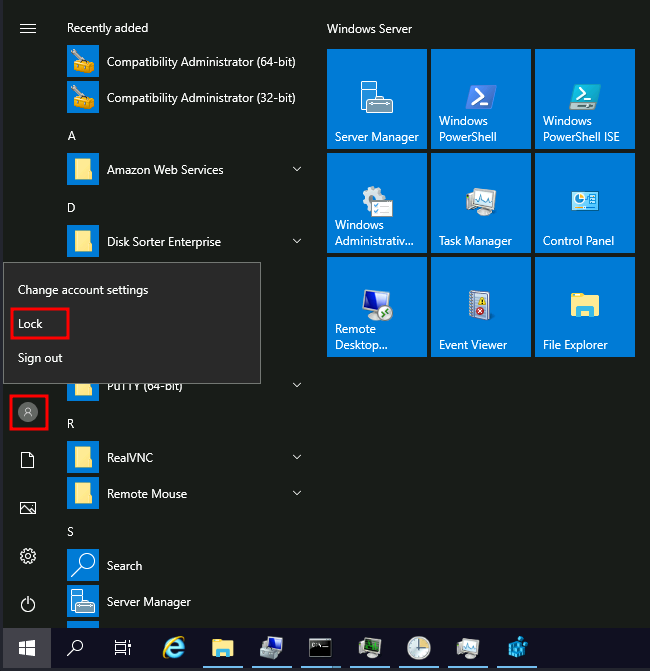 Recently added
Compatibility Administrator (64-bit)
Compatibility Administrator (32-bit)
A
Amazon Web Services
D
Disk Sorter Enterprise
Change account settings
Lock
Sign out
PuTTY (64-bit)
R
RealVNC
Remote Mouse
S
Search
Server Manager
Windows Server
Server Manager
Windows
PowerShell
Windows
PowerShell ISE
Windows
Administrativ...
Task Manager
Control Panel
Remote
Desktop...
Event Viewer
File Explorer